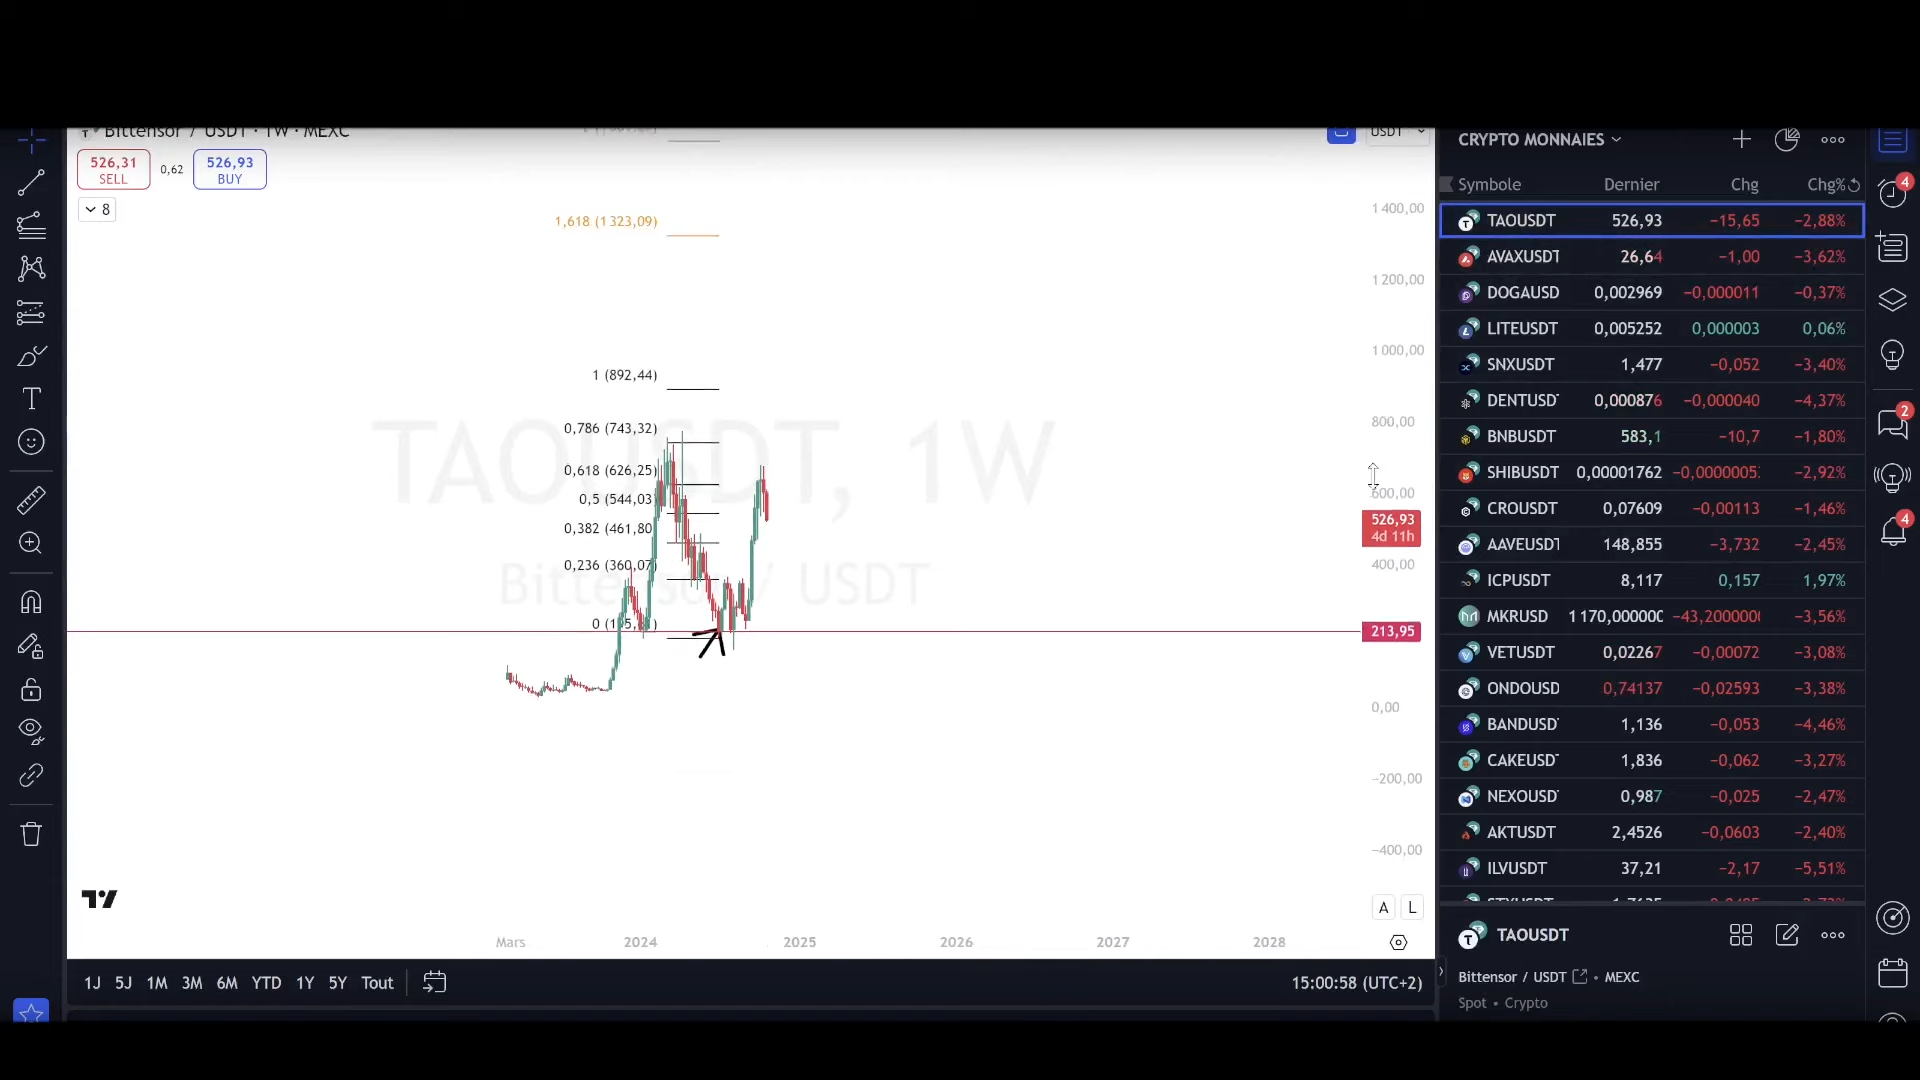 Bittensor / USDT · 1W · MEXC
USDT
526,31
SELL
0,62
526,93
BUY
8
1,618 (1 323,09)
1 (892,44)
0,786 (743,32)
0,618 (626,25)
0,5 (544,03)
0,382 (461,80
0,236 (360,07)
TAOUSDT, 1W
Bittensor / USDT
1 400,00
1 200,00
1 000,00
800,00
600,00
526,93
4d 11h
400,00
213,95
0,00
−200,00
−400,00
A L
Mars 2024 2025 2026 2027 2028
1J 5J 1M 3M 6M YTD 1Y 5Y Tout
15:00:58 (UTC+2)
CRYPTO MONNAIES
Symbole Dernier Chg Chg%
TAOUSDT 526,93 −15,65 −2,88%
AVAXUSDT 26,64 −1,00 −3,62%
DOGAUSD 0,002969 −0,000011 −0,37%
LITEUSDT 0,005252 0,000003 0,06%
SNXUSDT 1,477 −0,052 −3,40%
DENTUSD 0,000876 −0,000040 −4,37%
BNBUSDT 583,1 −10,7 −1,80%
SHIBUSDT 0,00001762 −0,0000005 −2,92%
CROUSDT 0,07609 −0,00113 −1,46%
AAVEUSDT 148,855 −3,732 −2,45%
ICPUSDT 8,117 0,157 1,97%
MKRUSD 1 170,000000 −43,2000000 −3,56%
VETUSDT 0,02267 −0,00072 −3,08%
ONDOUSD 0,74137 −0,02593 −3,38%
BANDUSD 1,136 −0,053 −4,46%
CAKEUSD 1,836 −0,062 −3,27%
NEXOUSD 0,987 −0,025 −2,47%
AKTUSDT 2,4526 −0,0603 −2,40%
ILVUSDT 37,21 −2,17 −5,51%
TAOUSDT
Bittensor / USDT • MEXC
Spot • Crypto
4
2
4